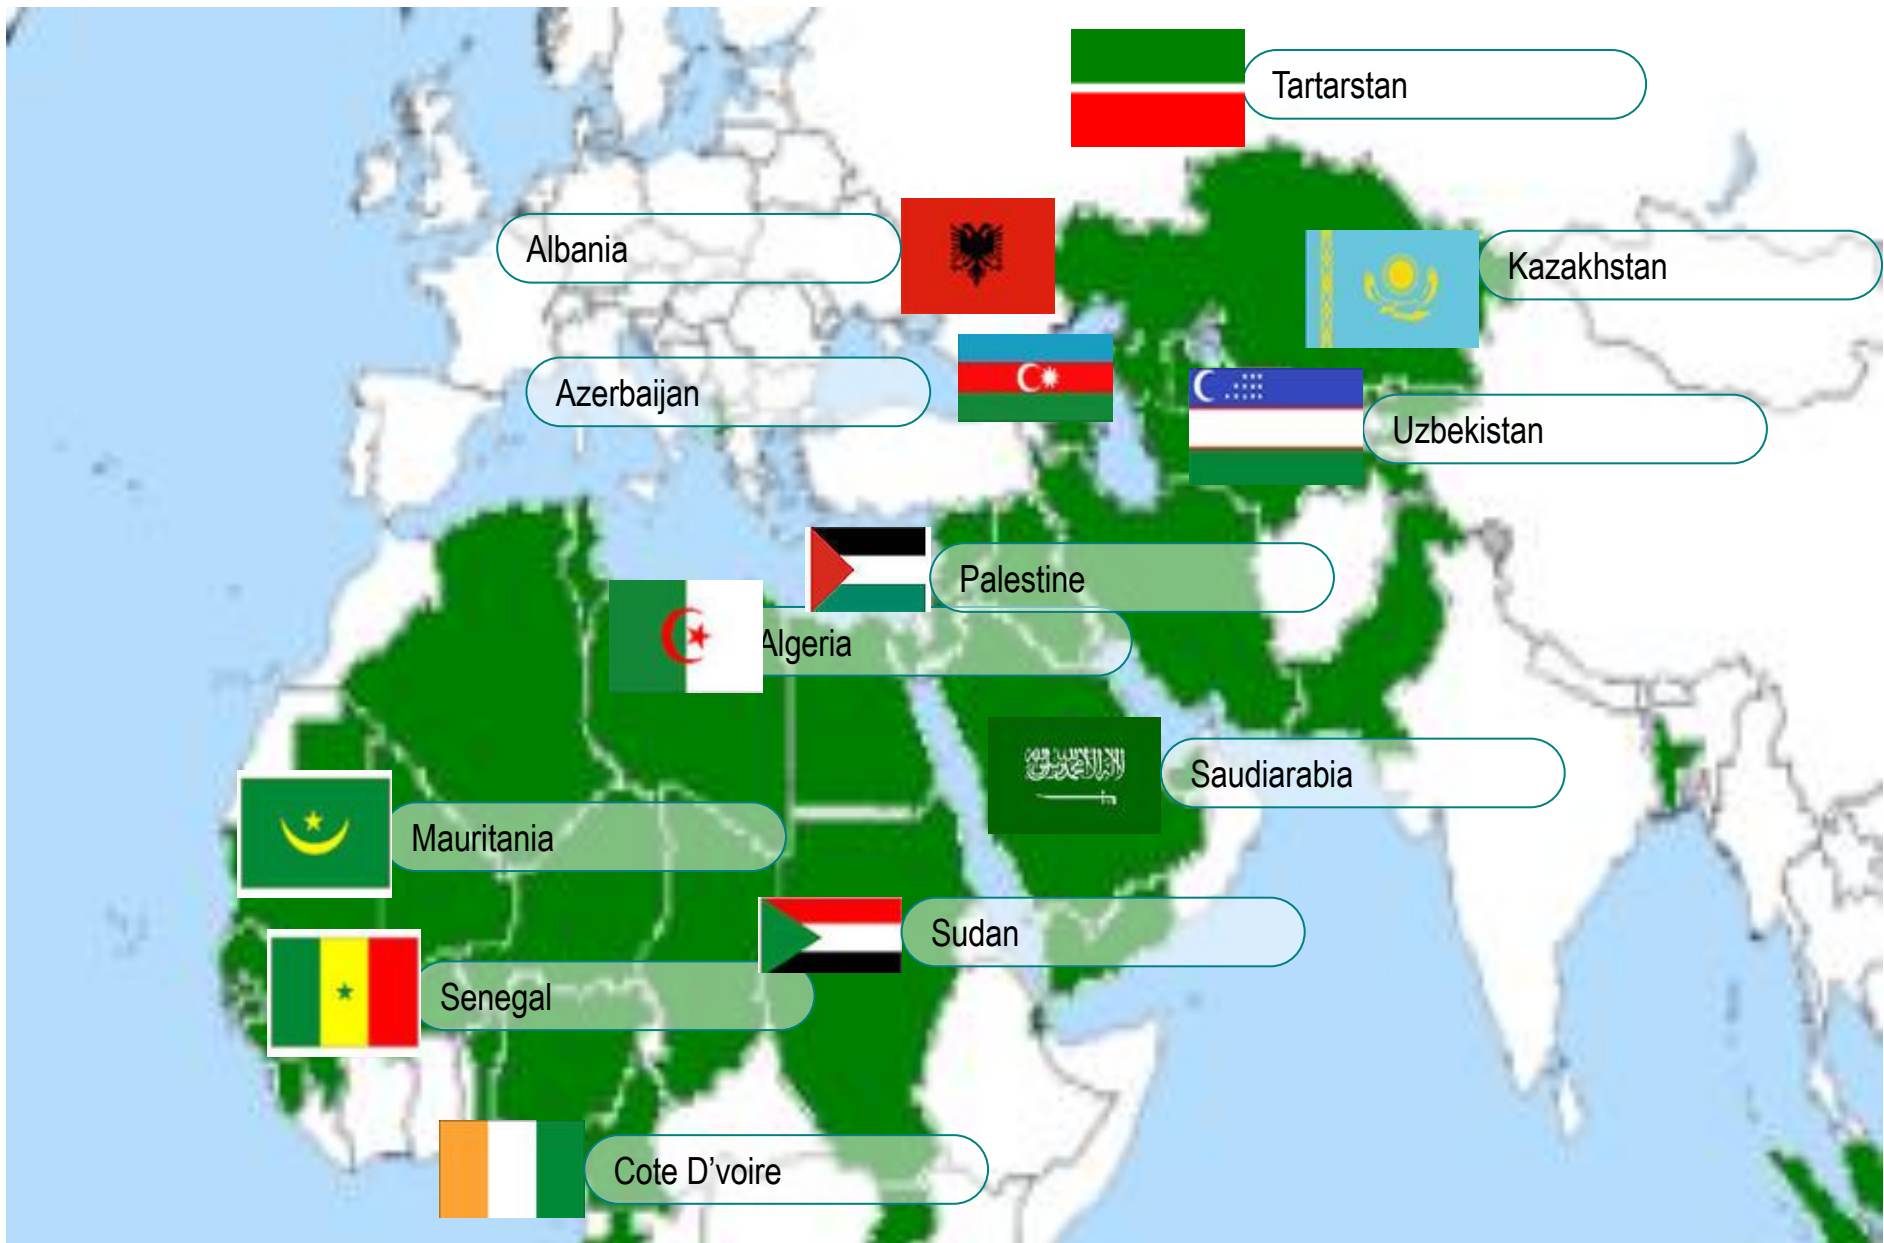 Tartarstan
Albania
Kazakhstan
Azerbaijan
Uzbekistan
Palestine
Algeria
Saudiarabia
Mauritania
Sudan
Senegal
Cote D’voire